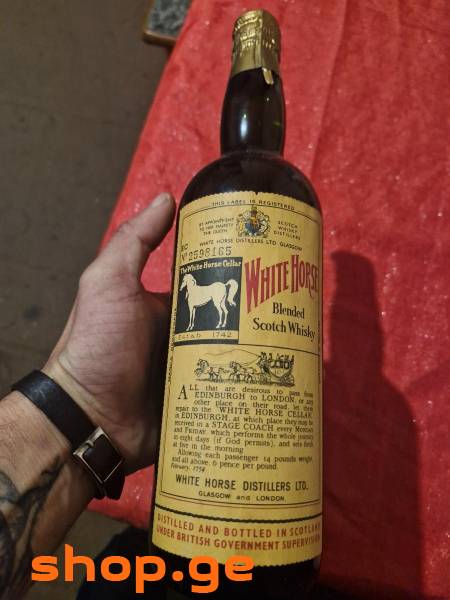 THIS LABEL IS REGISTERED
BY APPOINTMENT
TO HER MAJESTY
THE QUEEN
SCOTCH
WHISKY
DISTILLERS
WHITE HORSE DISTILLERS LTD GLASGOW
Nº 2598165
The White Horse Cellar
ESTAB. 1742
WHITE HORSE
Blended
Scotch Whisky
ALL that are desirous to pass from
EDINBURGH to LONDON, or any
other place on their road, let them
repair to the WHITE HORSE CELLAR
in EDINBURGH, at which place they may be
received in a STAGE COACH every MONDAY
and FRIDAY, which performs the whole journey
in eight days (if God permits), and sets forth
at five in the morning.
Allowing each passenger 14 pounds weight,
and all above, 6 pence per pound.
February, 1754.
WHITE HORSE DISTILLERS LTD.
GLASGOW and LONDON.
DISTILLED AND BOTTLED IN SCOTLAND
UNDER BRITISH GOVERNMENT SUPERVISION
shop.ge